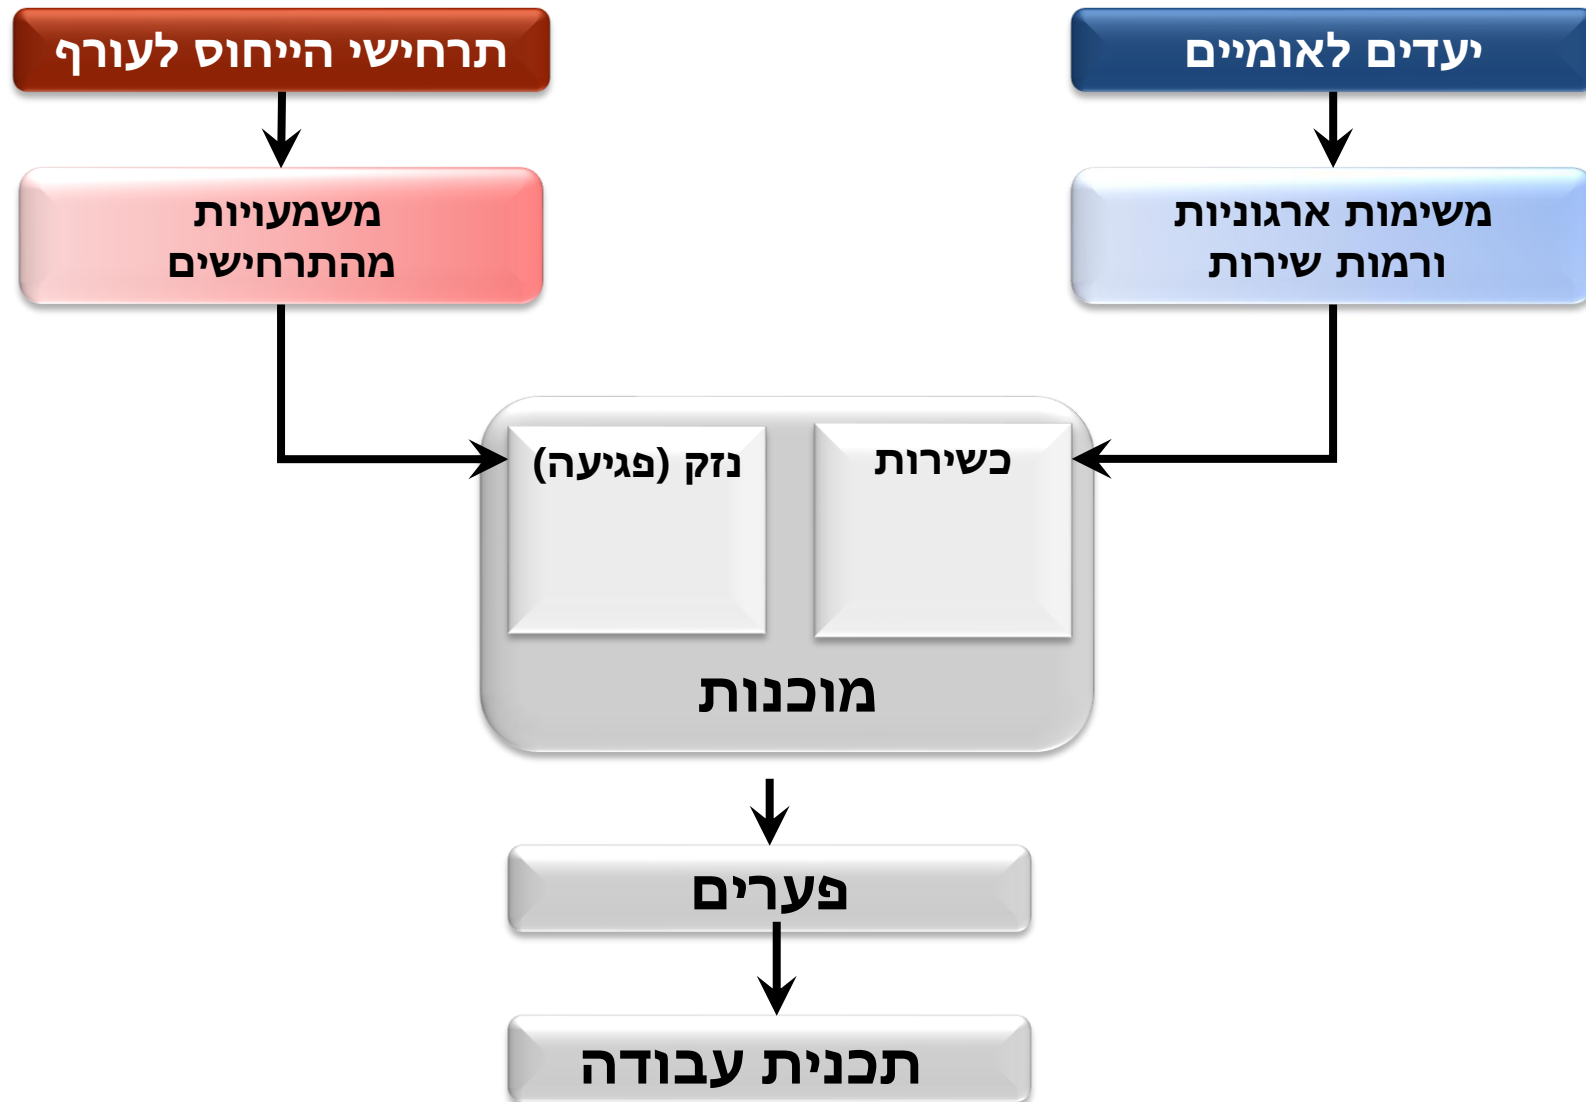 יעדים לאומיים
תרחישי הייחוס לעורף
משימות ארגוניות
ורמות שירות
משמעויות
מהתרחישים
כשירות
נזק (פגיעה)
מוכנות
פערים
תכנית עבודה